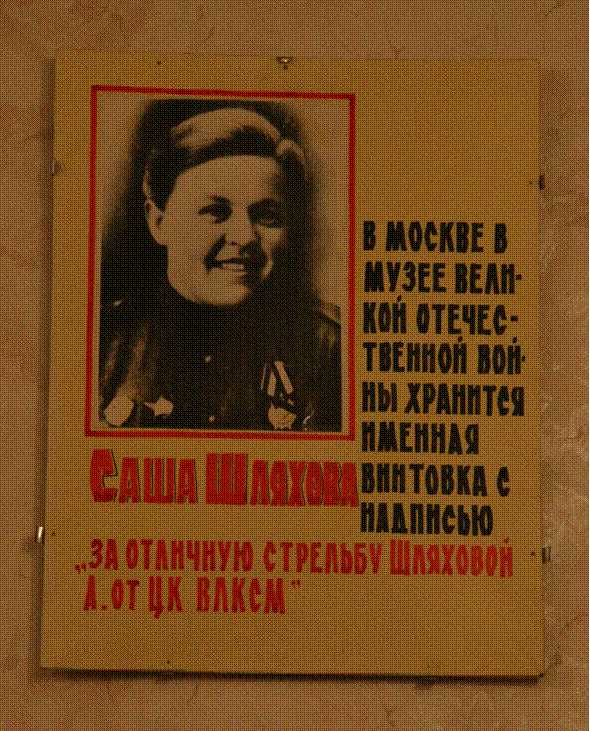 В МОСКВЕ В
МУЗЕЕ ВЕЛИ-
КОЙ ОТЕЧЕС-
ТВЕННОЙ ВОЙ-
НЫ ХРАНИТСЯ
ИМЕННАЯ
ВИНТОВКА С
НАДПИСЬЮ
САША ШЛЯХОВА
„ЗА ОТЛИЧНУЮ СТРЕЛЬБУ ШЛЯХОВОЙ
А. ОТ ЦК ВЛКСМ”